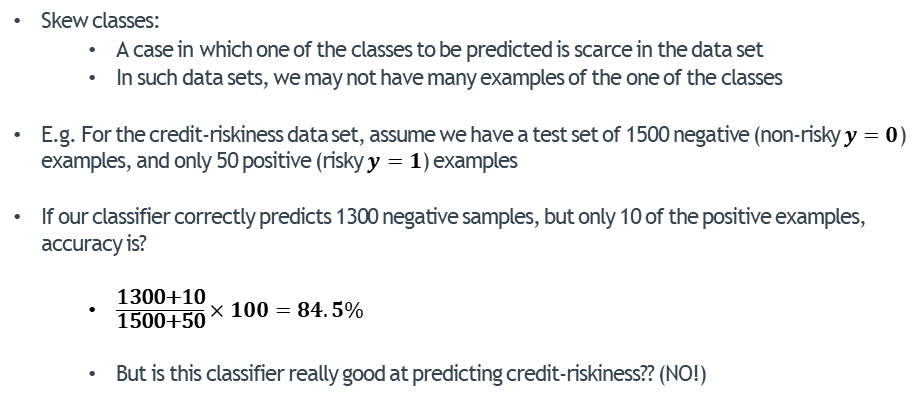 • Skew classes:
• A case in which one of the classes to be predicted is scarce in the data set
• In such data sets, we may not have many examples of the one of the classes
• E.g. For the credit-riskiness data set, assume we have a test set of 1500 negative (non-risky y = 0)
examples, and only 50 positive (risky y = 1) examples
• If our classifier correctly predicts 1300 negative samples, but only 10 of the positive examples,
accuracy is?
• 1300+10
1500+50 × 100 = 84.5%
• But is this classifier really good at predicting credit-riskiness?? (NO!)